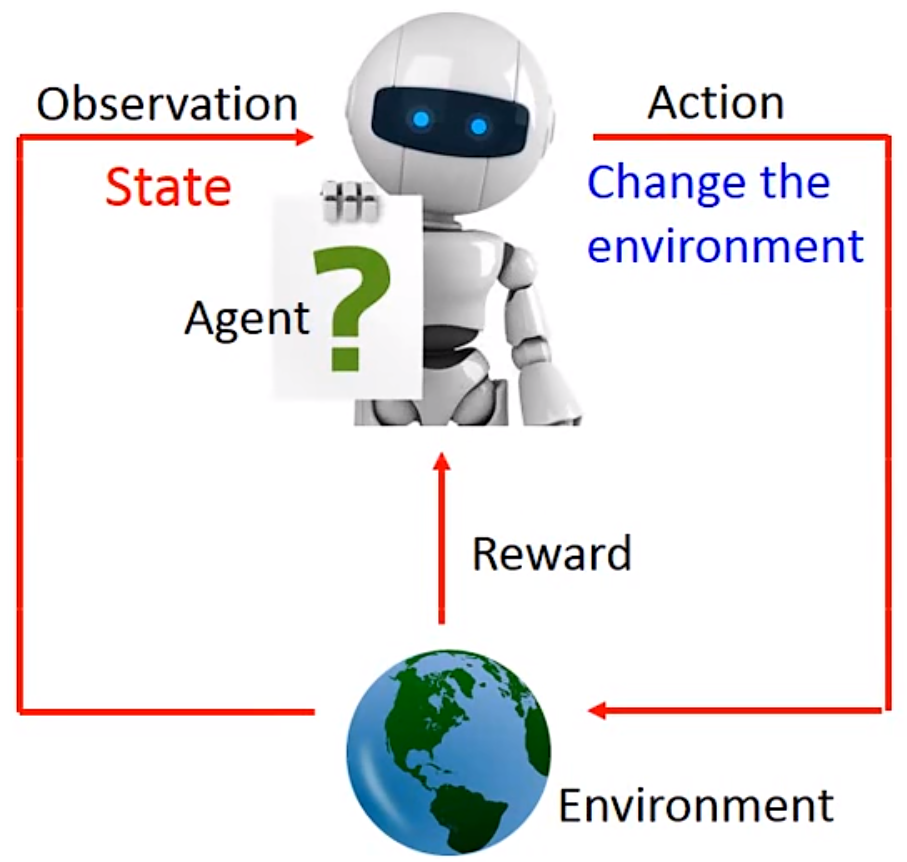 Observation
Action
State
Change the
environment
Agent
?
Reward
Environment